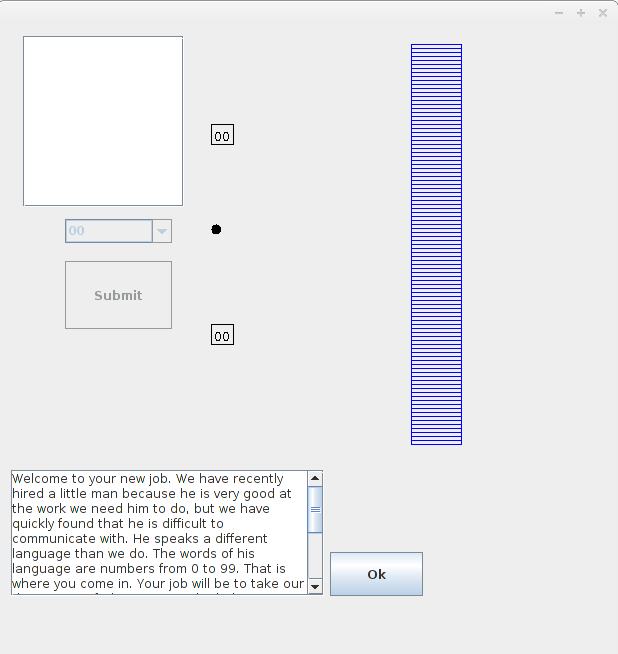 00
00
Submit
00
Welcome to your new job. We have recently
hired a little man because he is very good at
the work we need him to do, but we have
quickly found that he is difficult to
communicate with. He speaks a different
language than we do. The words of his
language are numbers from 0 to 99. That is
where you come in. Your job will be to take our
Ok